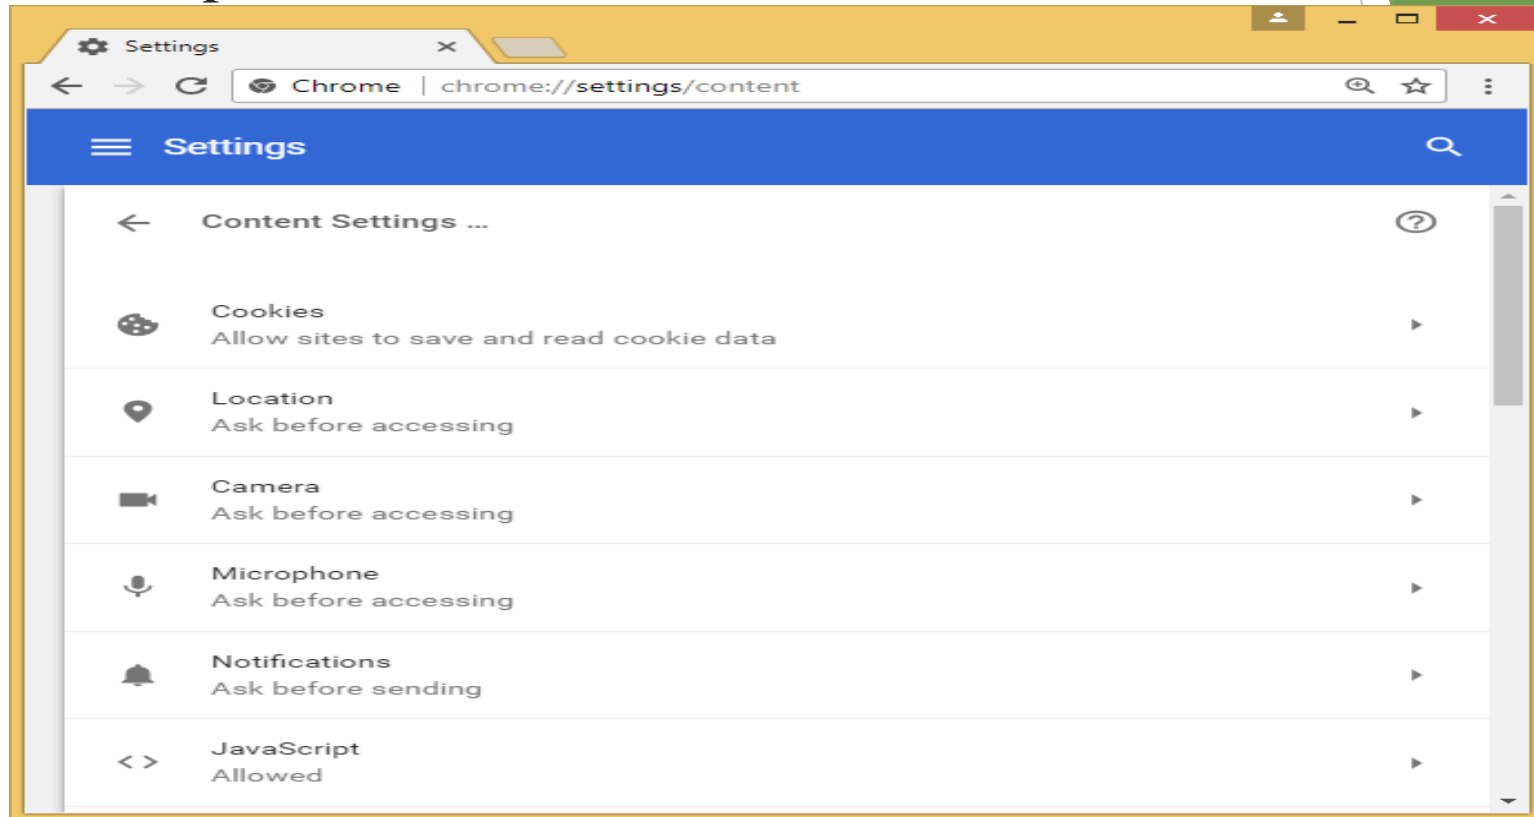 Settings
Chrome | chrome://settings/content
Settings
Content Settings ...
Cookies
Allow sites to save and read cookie data
Location
Ask before accessing
Camera
Ask before accessing
Microphone
Ask before accessing
Notifications
Ask before sending
JavaScript
Allowed